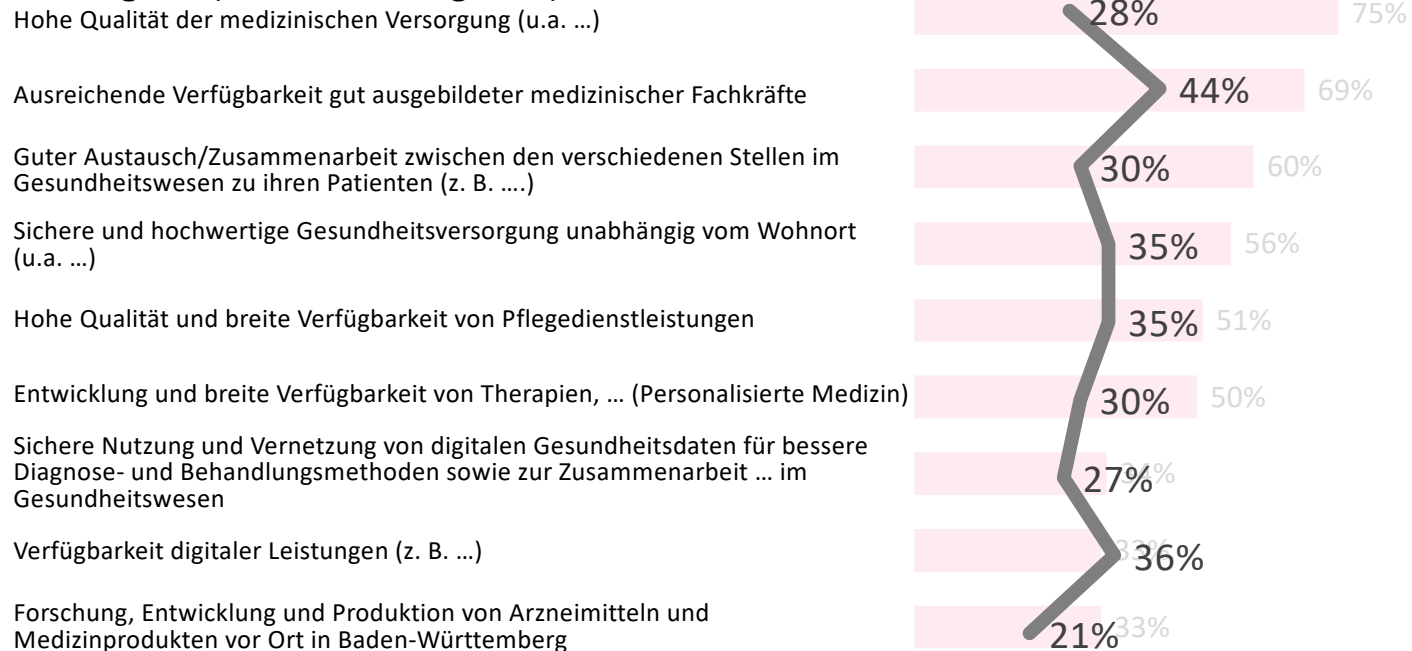 Hohe Qualität der medizinischen Versorgung (u.a. …) 28% 75%
Ausreichende Verfügbarkeit gut ausgebildeter medizinischer Fachkräfte 44% 69%
Guter Austausch/Zusammenarbeit zwischen den verschiedenen Stellen im
Gesundheitswesen zu ihren Patienten (z. B. ….) 30% 60%
Sichere und hochwertige Gesundheitsversorgung unabhängig vom Wohnort
(u.a. …) 35% 56%
Hohe Qualität und breite Verfügbarkeit von Pflegedienstleistungen 35% 51%
Entwicklung und breite Verfügbarkeit von Therapien, … (Personalisierte Medizin) 30% 50%
Sichere Nutzung und Vernetzung von digitalen Gesundheitsdaten für bessere
Diagnose- und Behandlungsmethoden sowie zur Zusammenarbeit … im
Gesundheitswesen 27%
Verfügbarkeit digitaler Leistungen (z. B. …) 33% 36%
Forschung, Entwicklung und Produktion von Arzneimitteln und
Medizinprodukten vor Ort in Baden-Württemberg 21% 33%